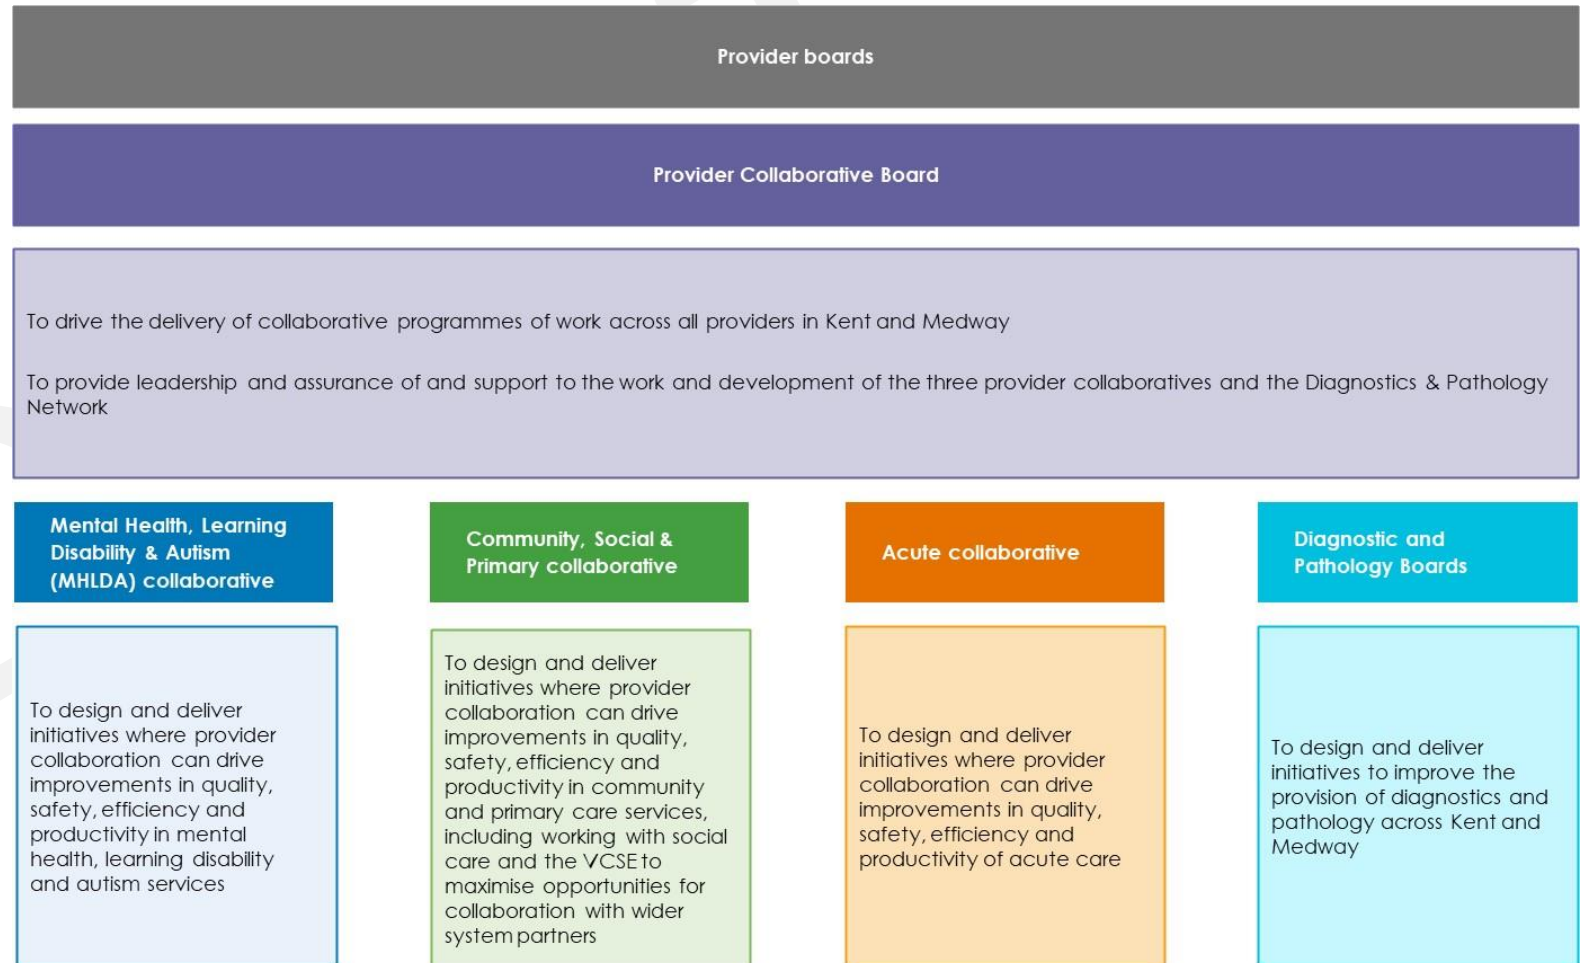 Provider boards
Provider Collaborative Board
To drive the delivery of collaborative programmes of work across all providers in Kent and Medway
To provide leadership and assurance of and support to the work and development of the three provider collaboratives and the Diagnostics & Pathology
Network
Mental Health, Learning
Disability & Autism
(MHLDA) collaborative
To design and deliver
initiatives where provider
collaboration can drive
improvements in quality,
safety, efficiency and
productivity in mental
health, learning disability
and autism services
Community, Social &
Primary collaborative
To design and deliver
initiatives where provider
collaboration can drive
improvements in quality,
safety, efficiency and
productivity in community
and primary care services,
including working with social
care and the VCSE to
maximise opportunities for
collaboration with wider
system partners
Acute collaborative
To design and deliver
initiatives where provider
collaboration can drive
improvements in quality,
safety, efficiency and
productivity of acute care
Diagnostic and
Pathology Boards
To design and deliver
initiatives to improve the
provision of diagnostics and
pathology across Kent and
Medway